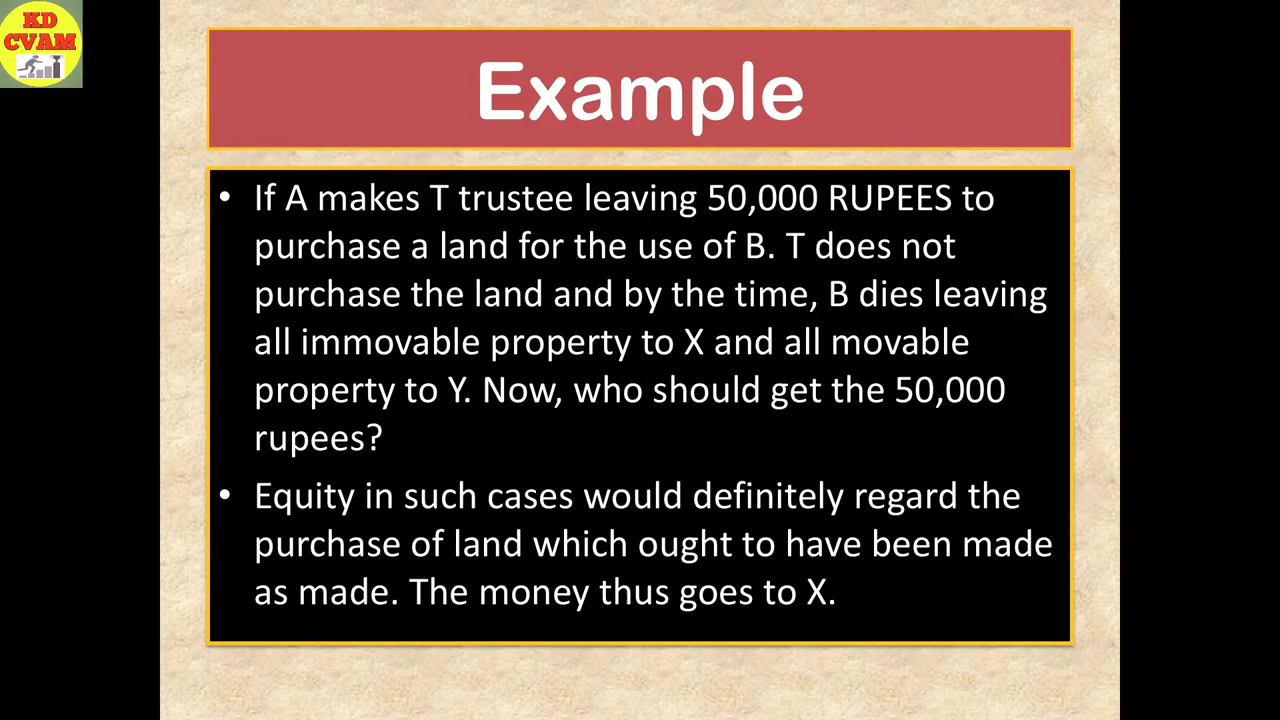 KD
CVAM
Example
• If A makes T trustee leaving 50,000 RUPEES to
purchase a land for the use of B. T does not
purchase the land and by the time, B dies leaving
all immovable property to X and all movable
property to Y. Now, who should get the 50,000
rupees?
• Equity in such cases would definitely regard the
purchase of land which ought to have been made
as made. The money thus goes to X.